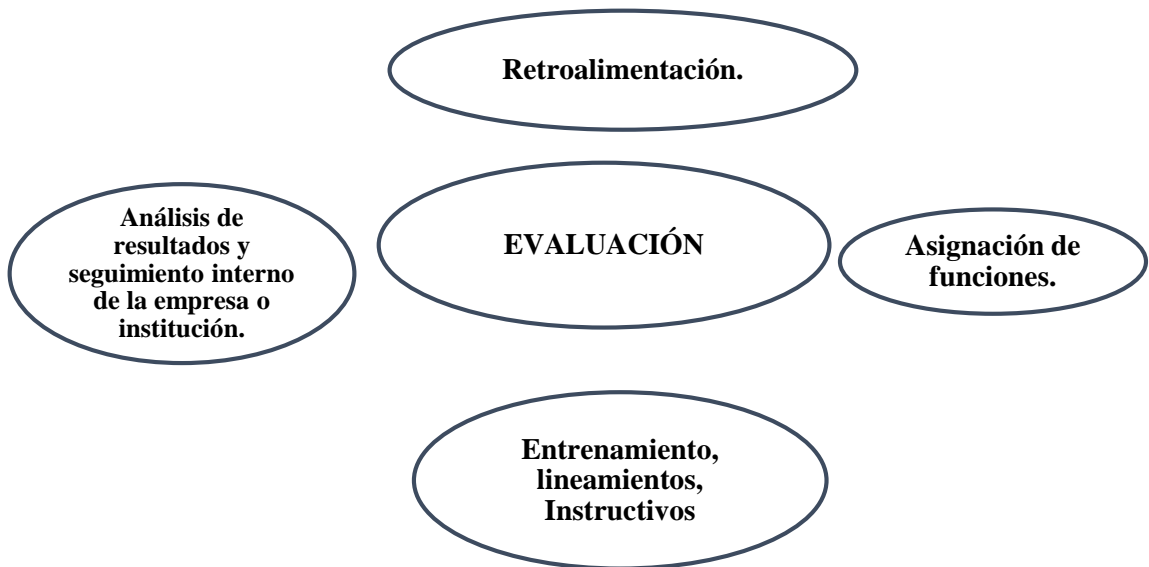 Retroalimentación.
Análisis de
resultados y
seguimiento interno
de la empresa o
institución.
EVALUACIÓN
Asignación de
funciones.
Entrenamiento,
lineamientos,
Instructivos